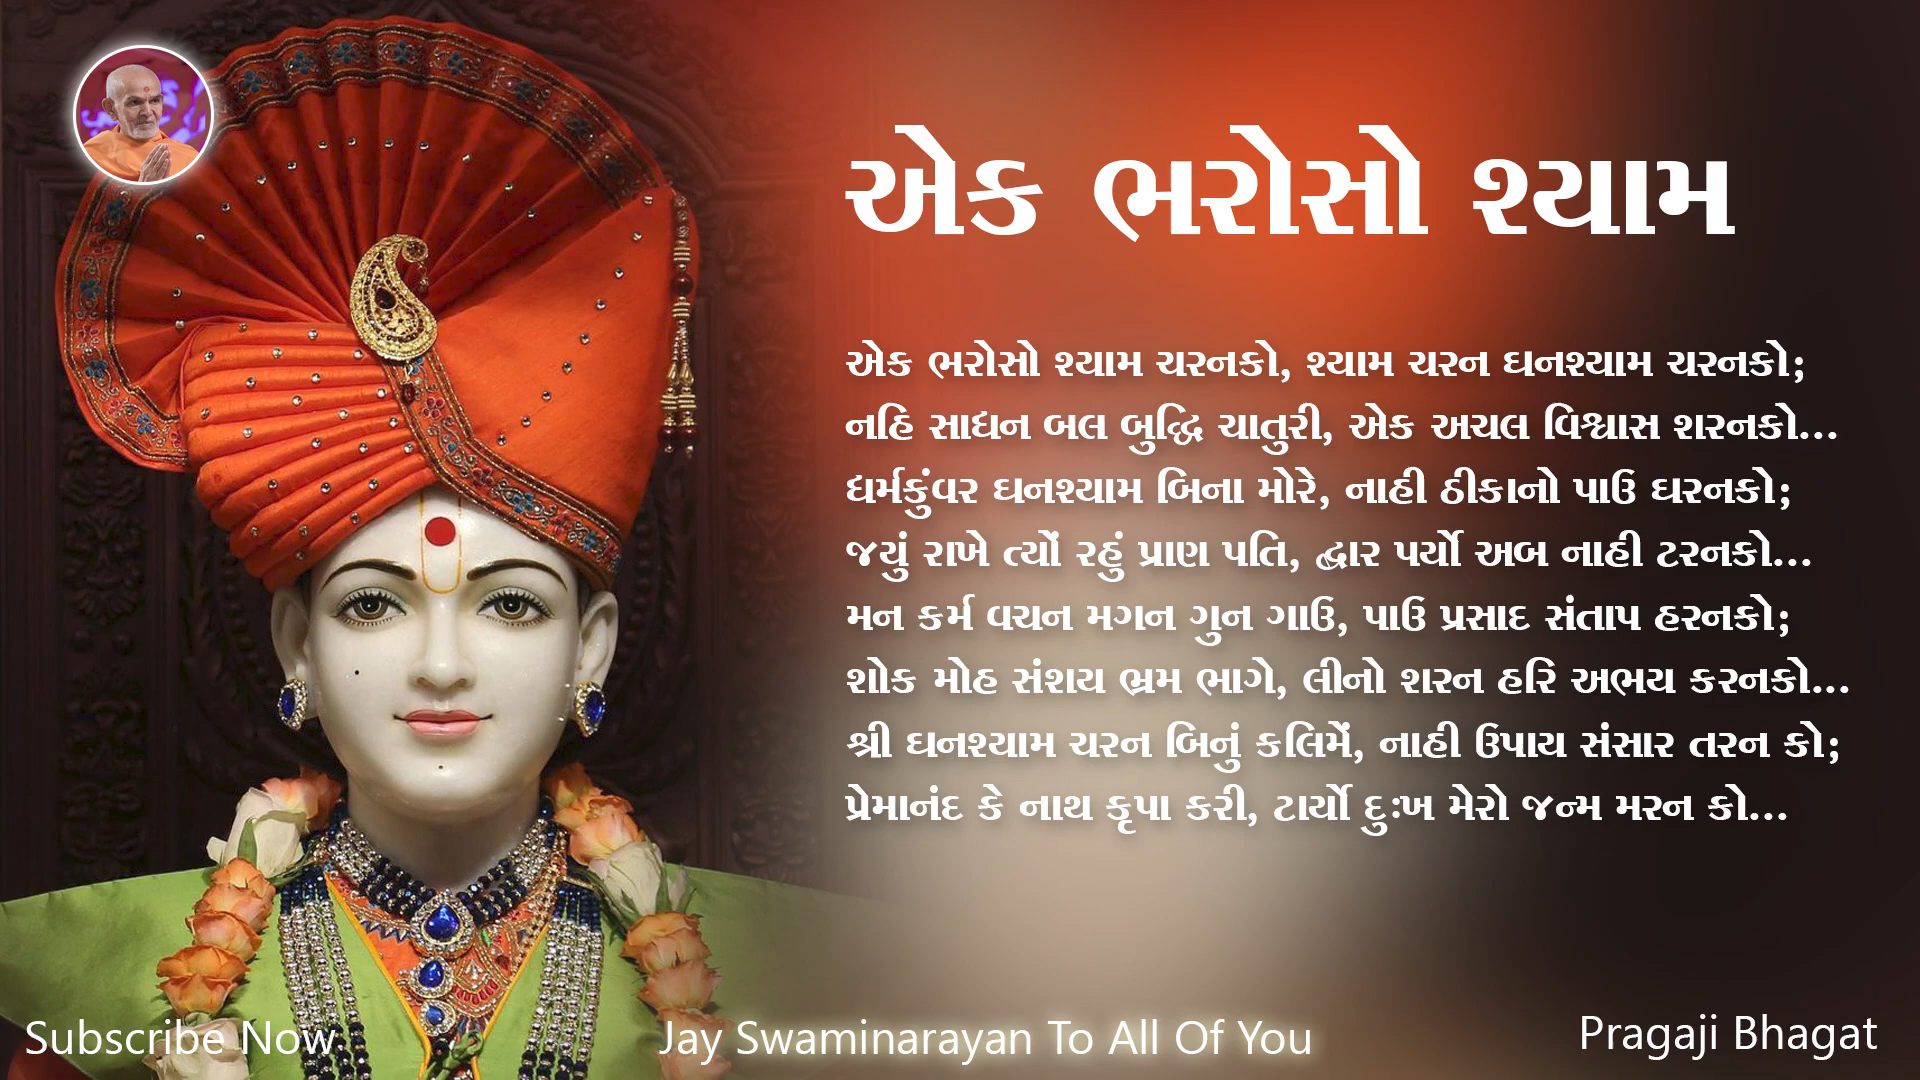 એક ભરોસો શ્યામ
એક ભરોસો શ્યામ ચરનકો, શ્યામ ચરન ઘનશ્યામ ચરનકો;
નહિ સાધન બલ બુદ્ધિ ચાતુરી, એક અચલ વિશ્વાસ શરનકો...
ધર્મકુંવર ઘનશ્યામ બિના મોરે, નાહી ઠીકાનો પાઉ ઘરનકો;
જયું રાખે ત્યોં રહું પ્રાણ પતિ, દ્વાર પર્યો અબ નાહી ટરનકો...
મન કર્મ વચન મગન ગુન ગાઉ, પાઉ પ્રસાદ સંતાપ હરનકો;
શોક મોહ સંશય ભ્રમ ભાગે, લીનો શરન હરિ અભય કરનકો...
શ્રી ઘનશ્યામ ચરન બિનું કલિમેં, નાહી ઉપાય સંસાર તરન કો;
પ્રેમાનંદ કે નાથ કૃપા કરી, ટાર્યો દુઃખ મેરો જન્મ મરન કો...
Subscribe Now
Jay Swaminarayan To All Of You
Pragaji Bhagat